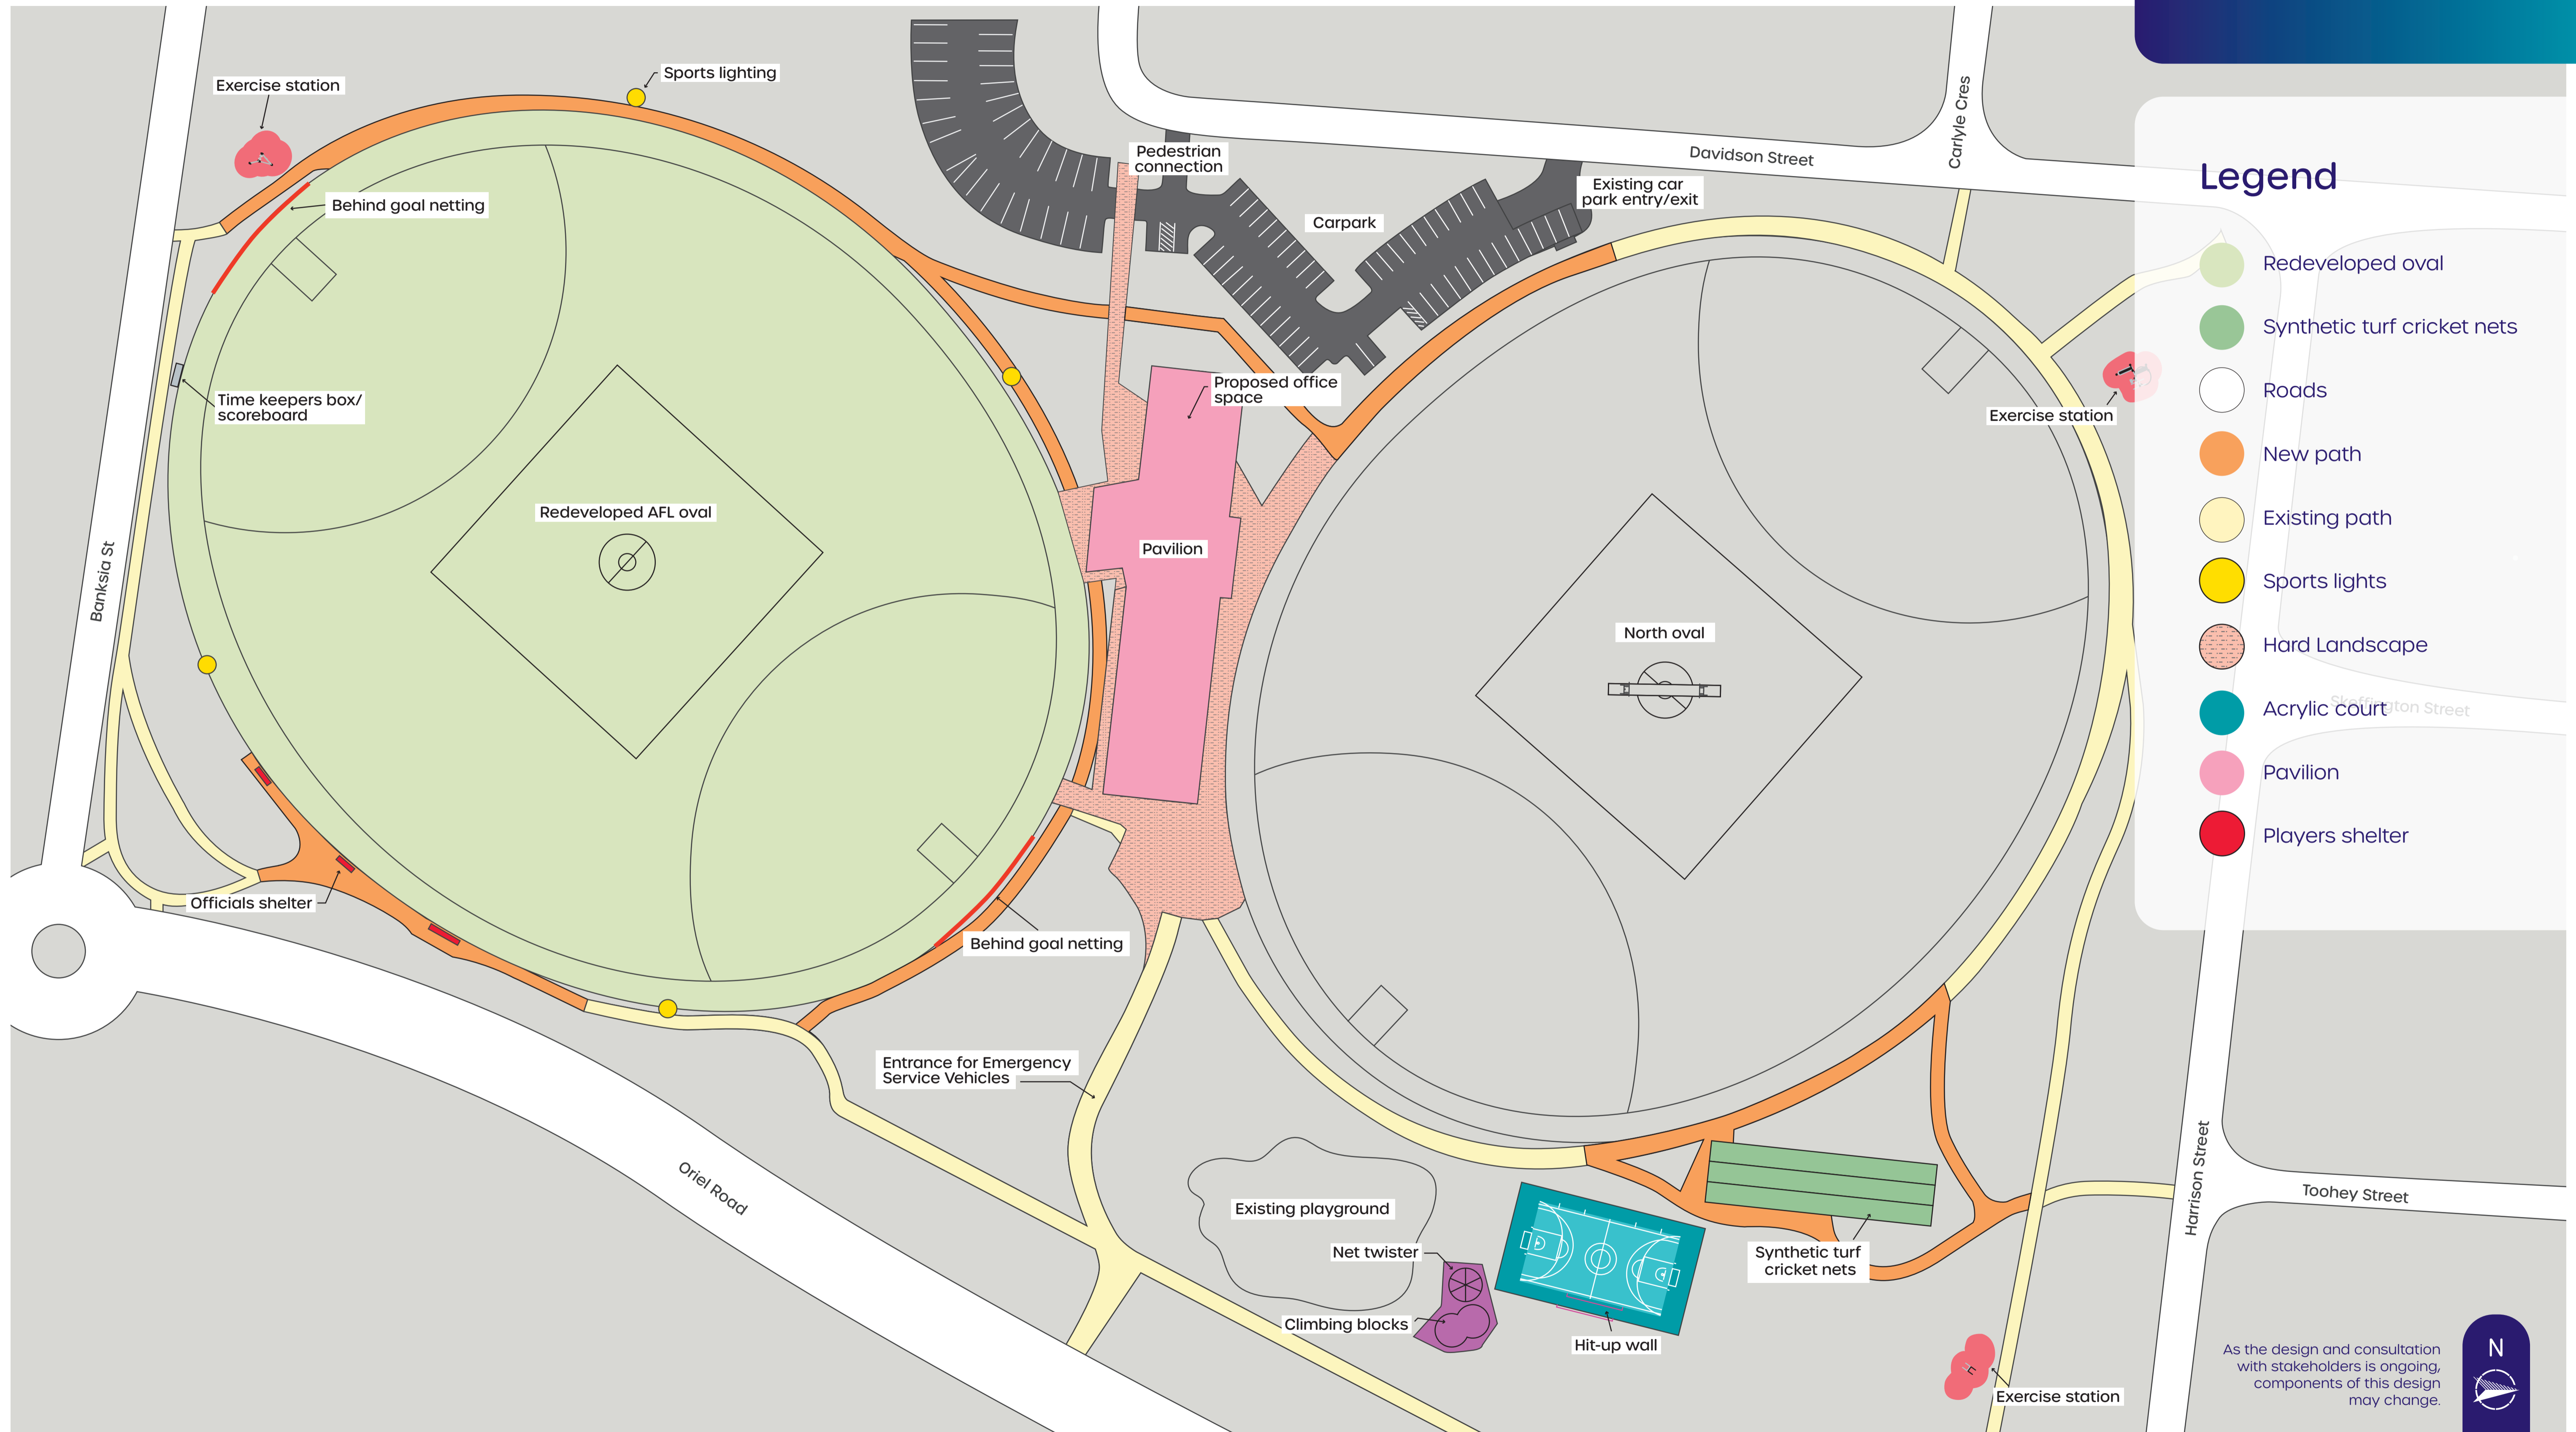 Exercise station
Sports lighting
Behind goal netting
Time keepers box/
scoreboard
Redeveloped AFL oval
Banksia St
Officials shelter
Behind goal netting
Pedestrian
connection
Carpark
Existing car
park entry/exit
Davidson Street
Carlyle Cres
Proposed office
space
Pavilion
North oval
Exercise station
Entrance for Emergency
Service Vehicles
Oriel Road
Existing playground
Net twister
Climbing blocks
Hit-up wall
Synthetic turf
cricket nets
Exercise station
Harrison Street
Toohey Street
Skeffington Street
Legend
Redeveloped oval
Synthetic turf cricket nets
Roads
New path
Existing path
Sports lights
Hard Landscape
Acrylic court
Pavilion
Players shelter
As the design and consultation
with stakeholders is ongoing,
components of this design
may change.
N